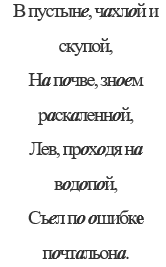 В пустыне, чахлой и
скупой,
На почве, зноем
раскаленной,
Лев, проходя на
водопой,
Съел по ошибке
почтальона.